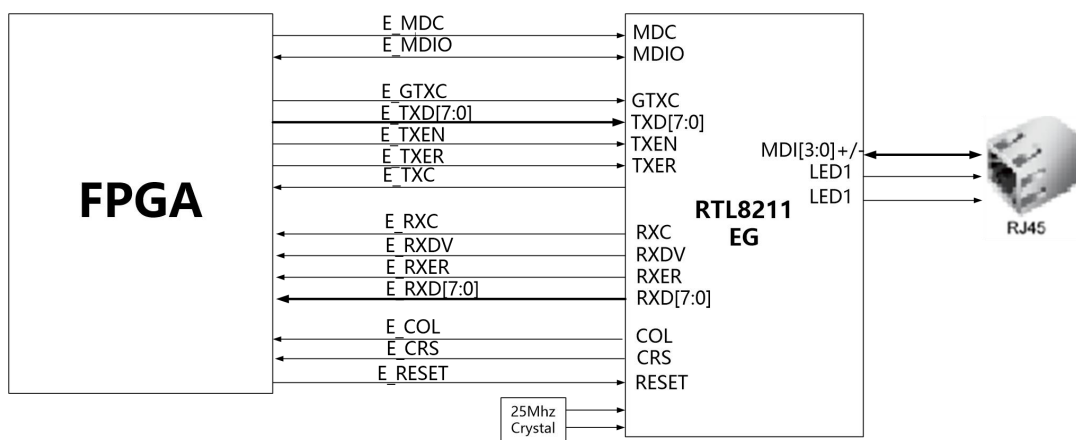 FPGA
E_MDC
E_MDIO
E_GTXC
E_TXD[7:0]
E_TXEN
E_TXER
E_TXC
E_RXC
E_RXDV
E_RXER
E_RXD[7:0]
E_COL
E_CRS
E_RESET
25Mhz
Crystal
MDC
MDIO
GTXC
TXD[7:0]
TXEN
TXER
RXC
RXDV
RXER
RXD[7:0]
COL
CRS
RESET
RTL8211
EG
MDI[3:0]+/-
LED1
LED1
RJ45